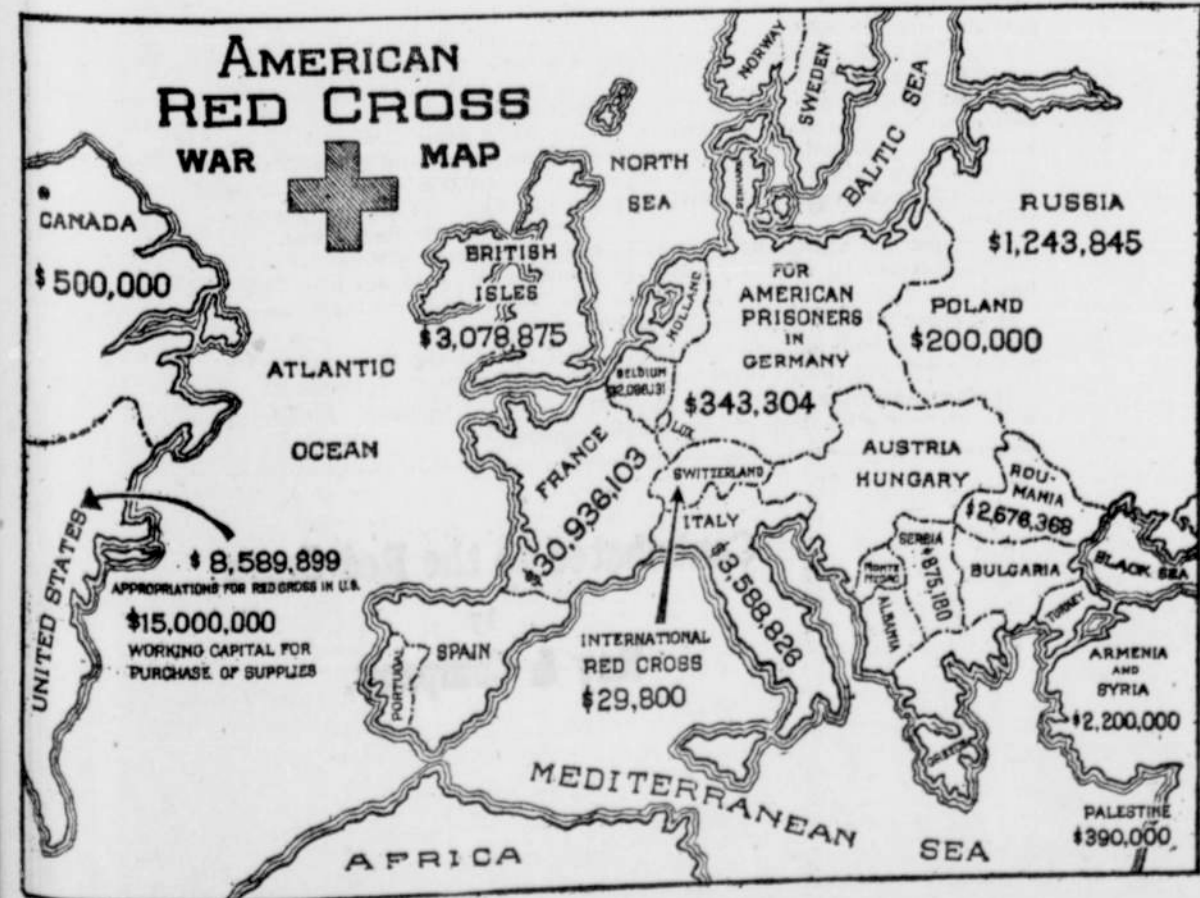 AMERICAN
RED CROSS
WAR MAP
CANADA
$500,000
ATLANTIC
OCEAN
UNITED STATES
$8,589,899
APPROPRIATIONS FOR RED CROSS IN U.S.
$15,000,000
WORKING CAPITAL FOR
PURCHASE OF SUPPLIES
NORTH
SEA
BRITISH
ISLES
$3,078,875
NORWAY
SWEDEN
BALTIC SEA
RUSSIA
$1,243,845
HOLLAND
FOR
AMERICAN
PRISONERS
IN
GERMANY
$343,304
POLAND
$200,000
BELGIUM
LUX.
FRANCE
$30,936,103
SWITZERLAND
AUSTRIA
HUNGARY
ROU-
MANIA
$2,676,368
ITALY
$3,588,826
SERBIA
$875,180
MONTE
NEGRO
ALBANIA
BULGARIA
BLACK SEA
TURKEY
SPAIN
PORTUGAL
INTERNATIONAL
RED CROSS
$29,800
ARMENIA
AND
SYRIA
$2,200,000
PALESTINE
$390,000
MEDITERRANEAN
SEA
AFRICA